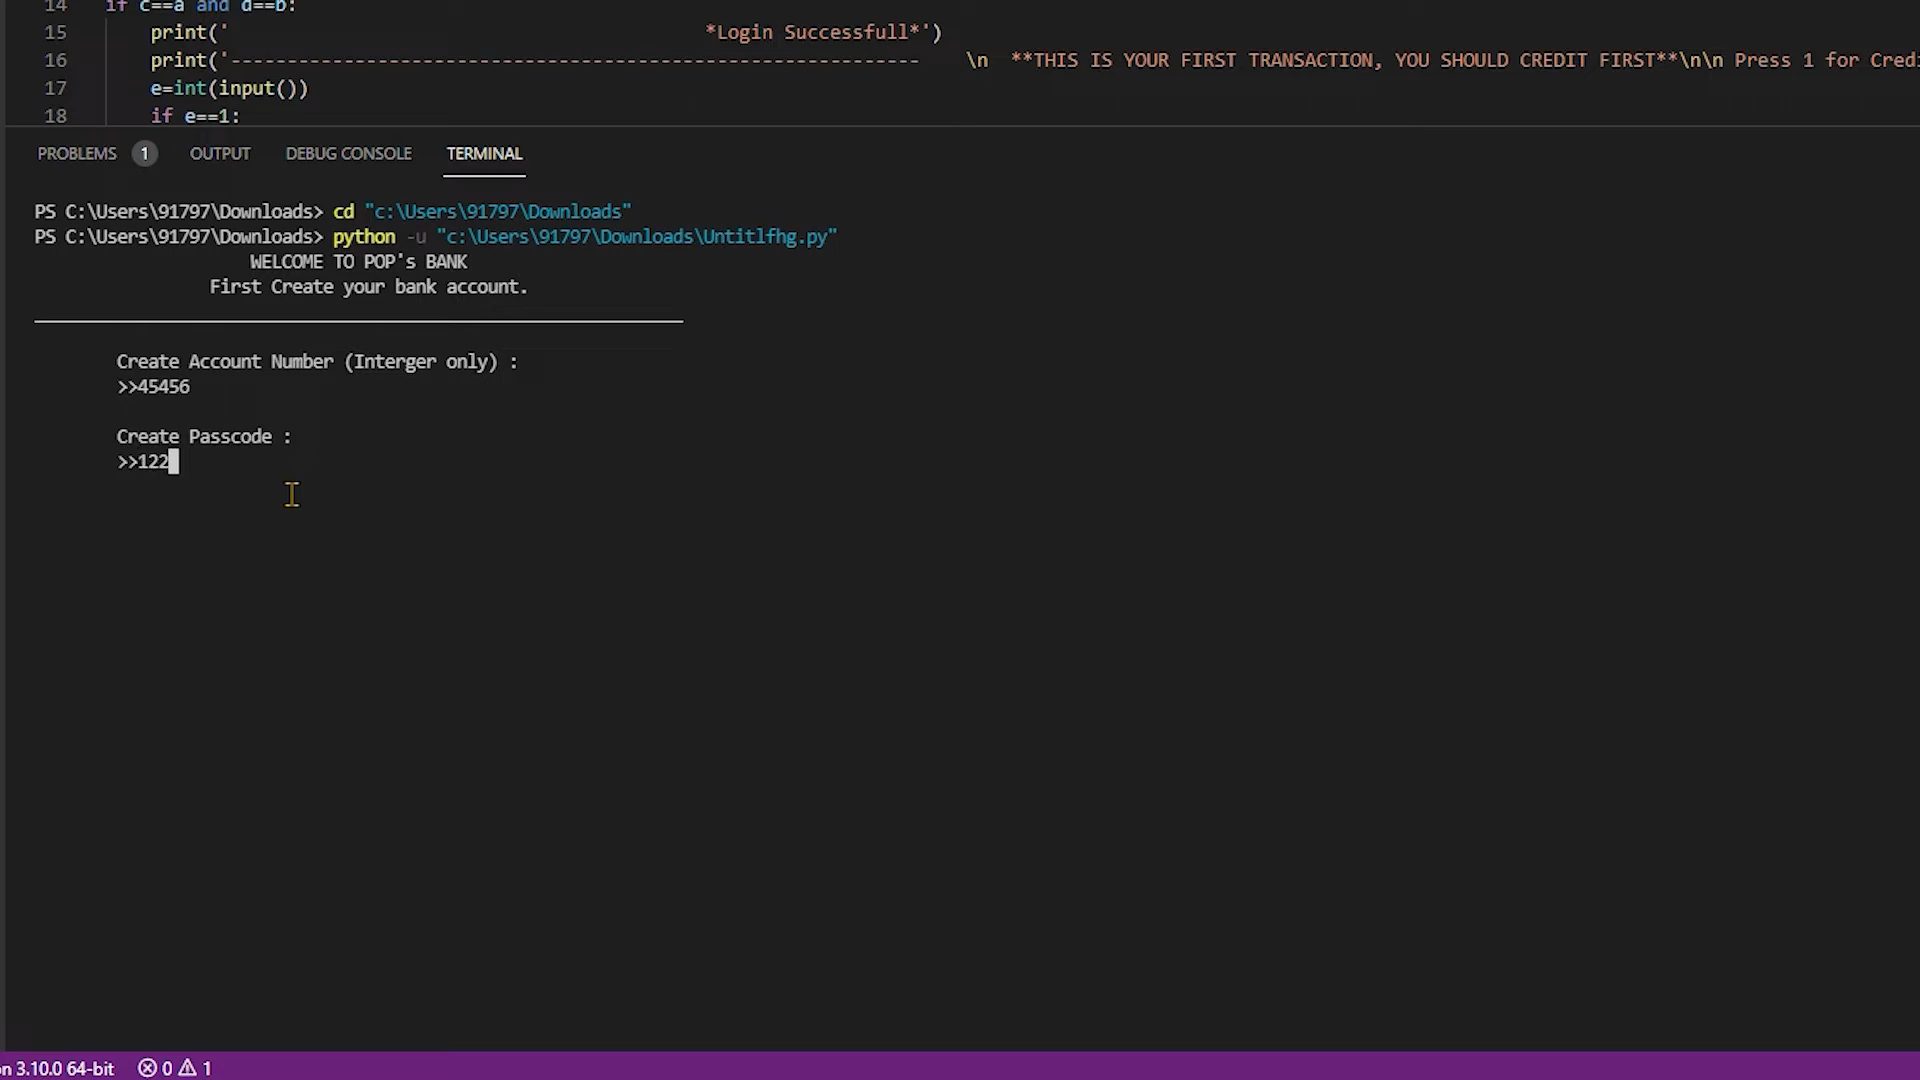 14 if c==a and d==b:
15 print(' *Login Successfull*')
16 print('------------------------------------------------------------- \n **THIS IS YOUR FIRST TRANSACTION, YOU SHOULD CREDIT FIRST**\n\n Press 1 for Credi
17 e=int(input())
18 if e==1:
PROBLEMS 1 OUTPUT DEBUG CONSOLE TERMINAL
PS C:\Users\91797\Downloads> cd "c:\Users\91797\Downloads"
PS C:\Users\91797\Downloads> python -u "c:\Users\91797\Downloads\Untitlfhg.py"
WELCOME TO POP's BANK
First Create your bank account.
Create Account Number (Interger only) :
>>45456
Create Passcode :
>>122
on 3.10.0 64-bit 0 1